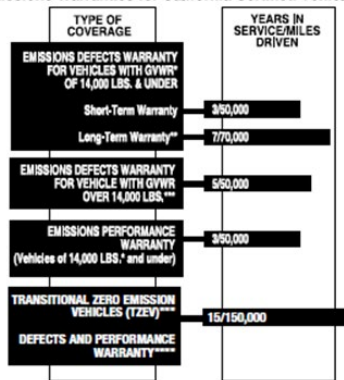 TYPE OF
COVERAGE
YEARS IN
SERVICE/MILES
DRIVEN
EMISSIONS DEFECTS WARRANTY
FOR VEHICLES WITH GVWR*
OF 14,000 LBS. & UNDER
Short-Term Warranty
3/50,000
Long-Term Warranty**
7/70,000
EMISSIONS DEFECTS WARRANTY
FOR VEHICLE WITH GVWR
OVER 14,000 LBS.***
5/50,000
EMISSIONS PERFORMANCE
WARRANTY
(Vehicles of 14,000 LBS.* and under)
3/50,000
TRANSITIONAL ZERO EMISSION
VEHICLES (TZEV)***
15/150,000
DEFECTS AND PERFORMANCE
WARRANTY****